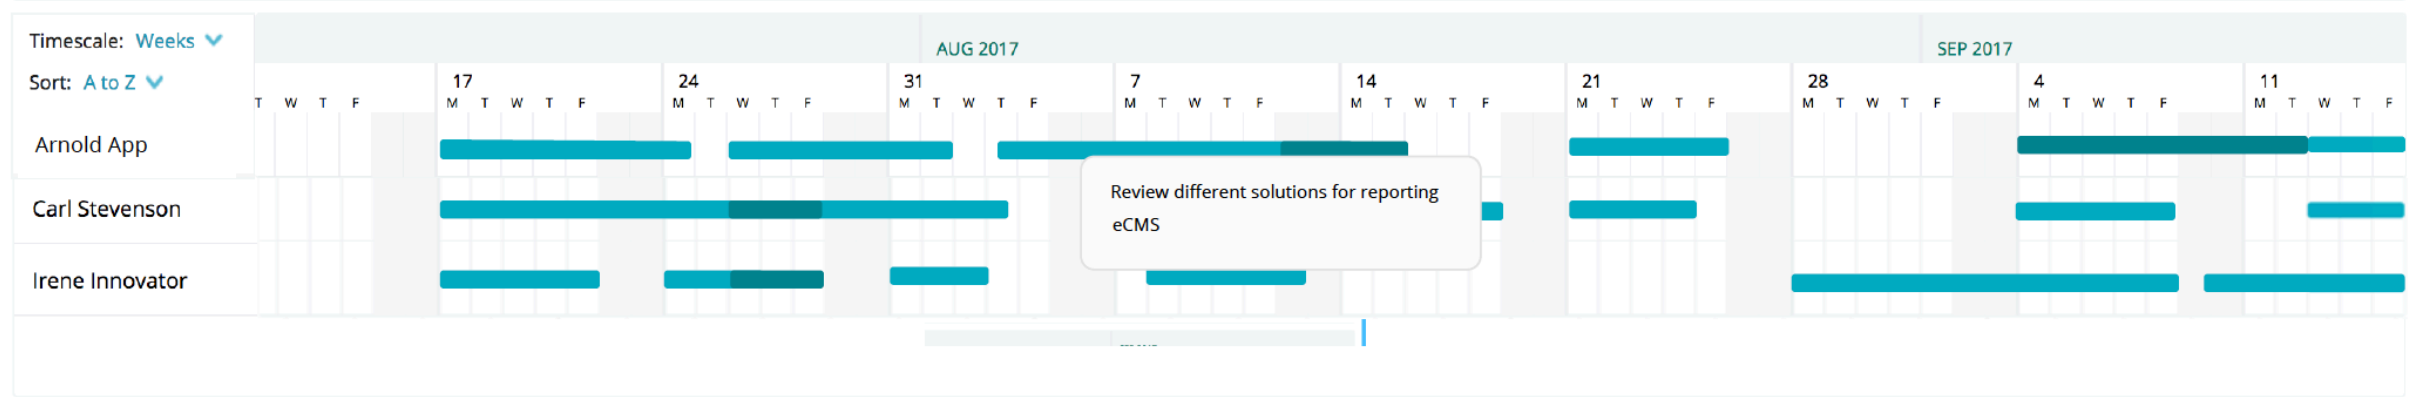 Timescale: Weeks
Sort: A to Z
AUG 2017
SEP 2017
17
24
31
7
14
21
28
4
11
T W T F
M T W T F
M T W T F
M T W T F
M T W T F
M T W T F
M T W T F
M T W T F
M T W T F
M T W T F
Arnold App
Carl Stevenson
Irene Innovator
Review different solutions for reporting
eCMS